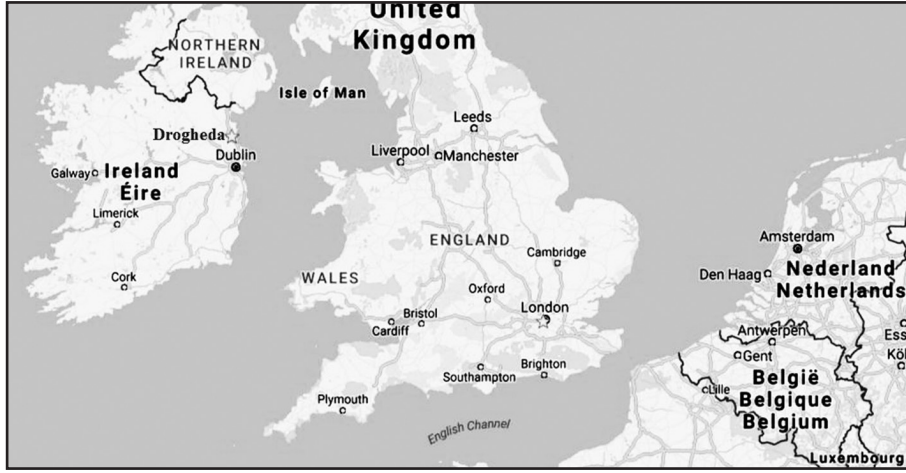 United
Kingdom
NORTHERN
IRELAND
Isle of Man
Leeds
Drogheda
Dublin
Liverpool
Manchester
Galway
Ireland
Éire
Limerick
ENGLAND
Cambridge
Amsterdam
Den Haag
Nederland
Netherlands
WALES
Cork
Oxford
London
Bristol
Cardiff
Antwerpen
Ess
Gent
Köl
Southampton
Brighton
België
Belgique
Belgium
Lille
Plymouth
English Channel
Luxembourg